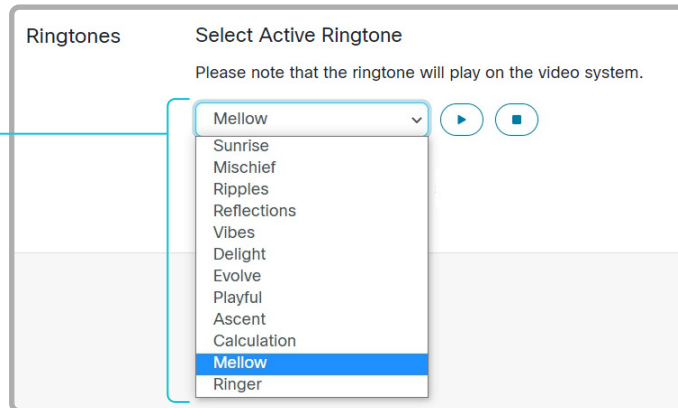 Ringtones
Select Active Ringtone
Please note that the ringtone will play on the video system.
Mellow
Sunrise
Mischief
Ripples
Reflections
Vibes
Delight
Evolve
Playful
Ascent
Calculation
Mellow
Ringer